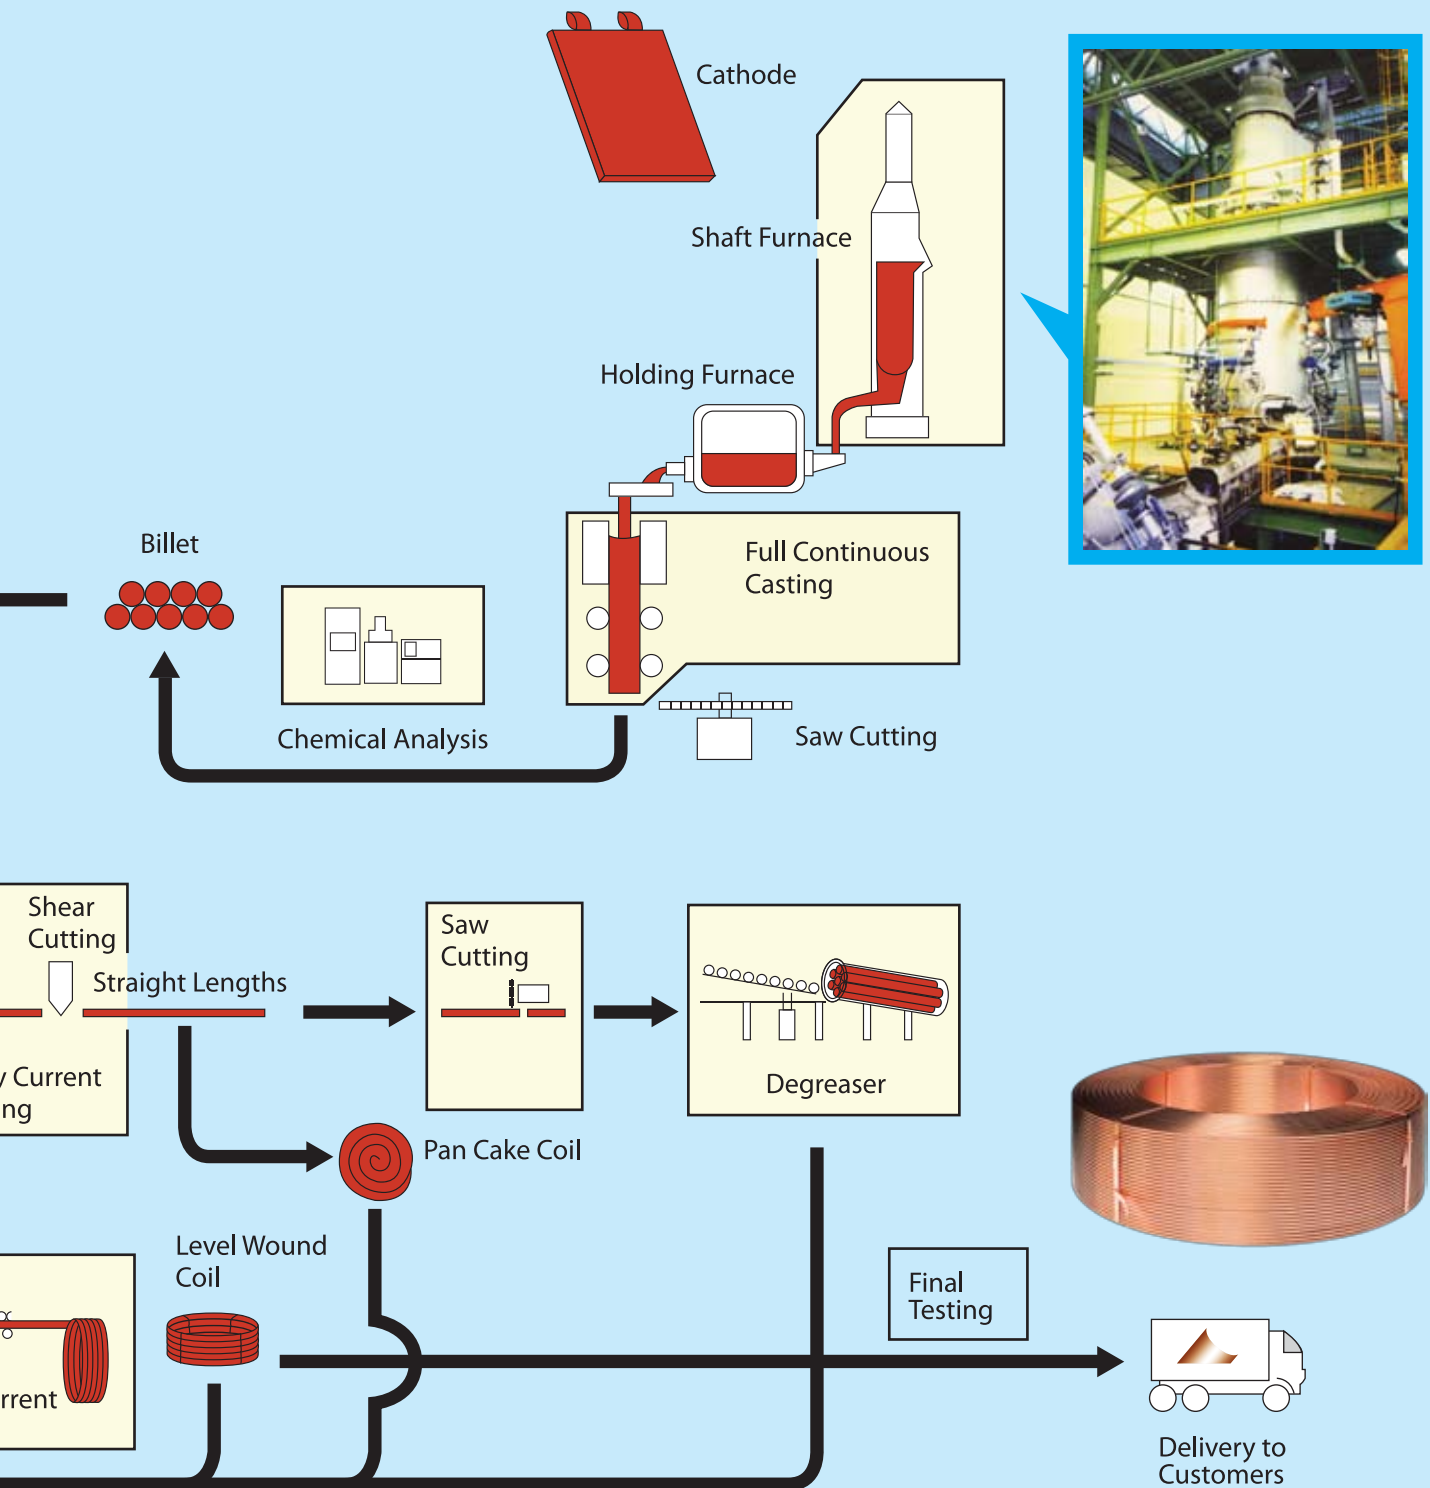 Cathode
Shaft Furnace
Holding Furnace
Full Continuous
Casting
Billet
Chemical Analysis
Saw Cutting
Shear
Cutting
Straight Lengths
Saw
Cutting
y Current
ng
Degreaser
Pan Cake Coil
Level Wound
Coil
rrent
Final
Testing
Delivery to
Customers